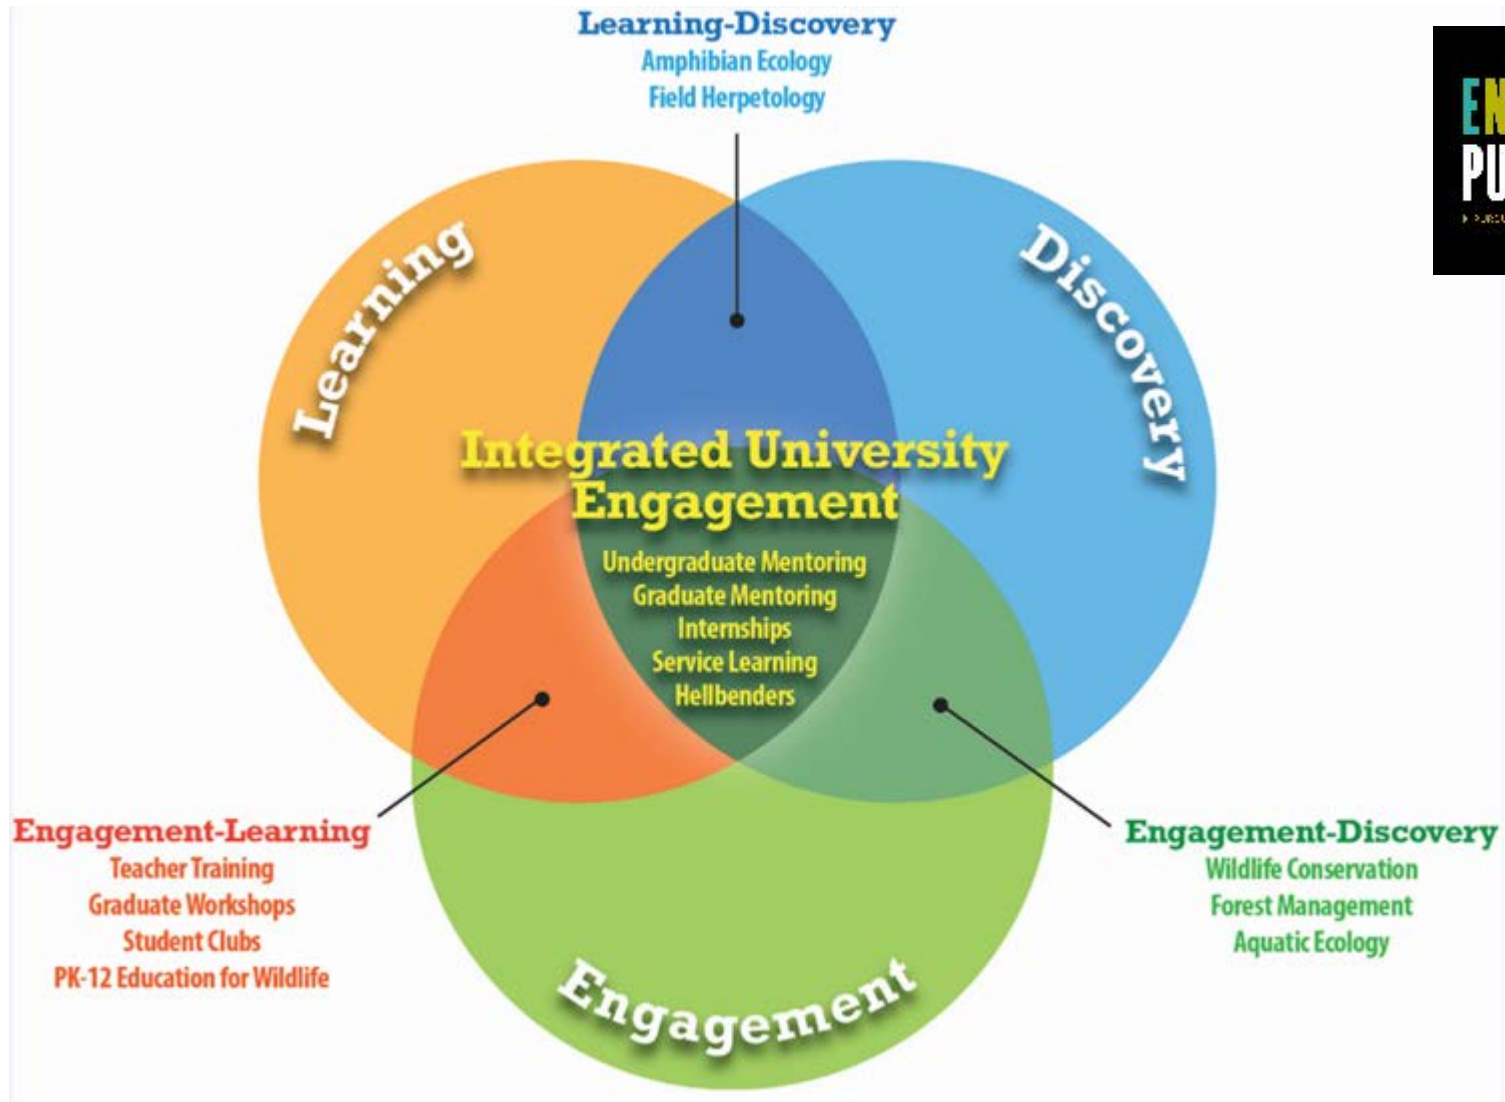 Learning-Discovery
Amphibian Ecology
Field Herpetology
Learning
Discovery
Integrated University
Engagement
Undergraduate Mentoring
Graduate Mentoring
Internships
Service Learning
Hellbenders
Engagement-Learning
Teacher Training
Graduate Workshops
Student Clubs
PK-12 Education for Wildlife
Engagement-Discovery
Wildlife Conservation
Forest Management
Aquatic Ecology
Engagement
EN
PU